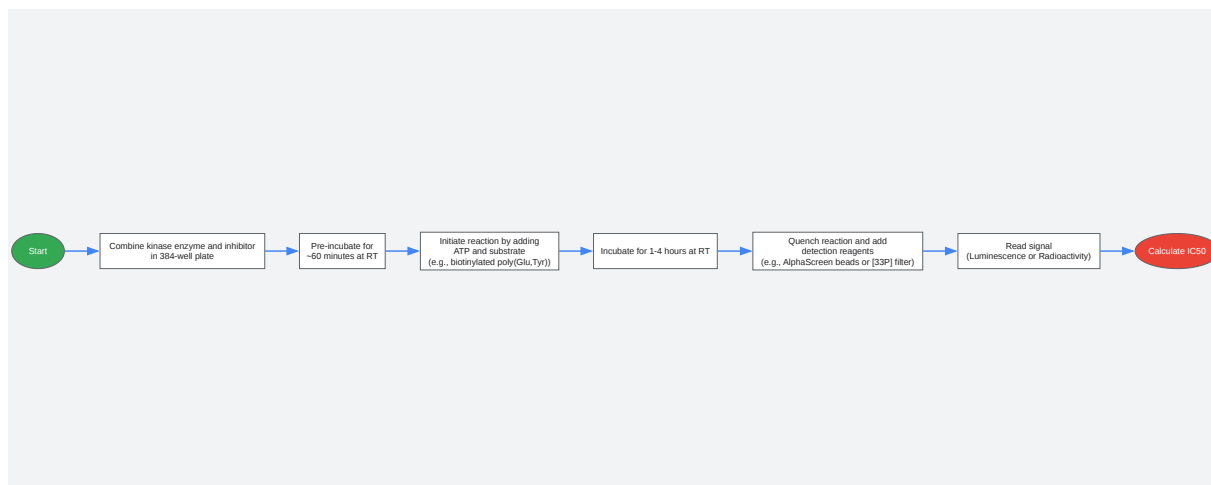 Start
Combine kinase enzyme and inhibitor
in 384-well plate
Pre-incubate for
~60 minutes at RT
Initiate reaction by adding
ATP and substrate
(e.g., biotinylated poly(Glu,Tyr))
Incubate for 1-4 hours at RT
Quench reaction and add
detection reagents
(e.g., AlphaScreen beads or [33P] filter)
Read signal
(Luminescence or Radioactivity)
Calculate IC50